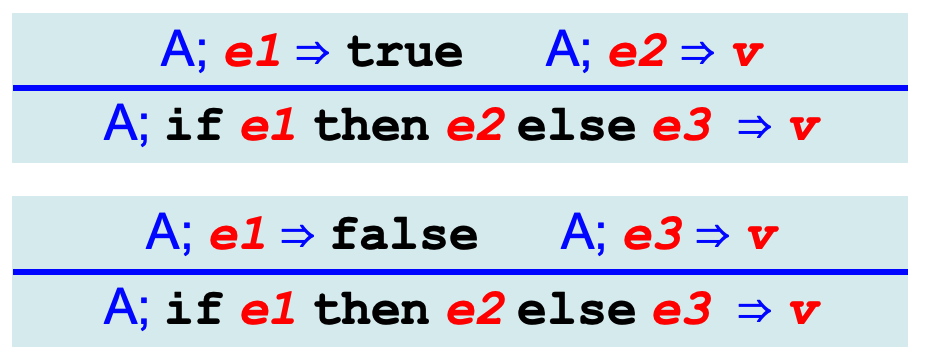 A; e1 ⇒ true A; e2 ⇒ v
A; if e1 then e2 else e3 ⇒ v
A; e1 ⇒ false A; e3 ⇒ v
A; if e1 then e2 else e3 ⇒ v